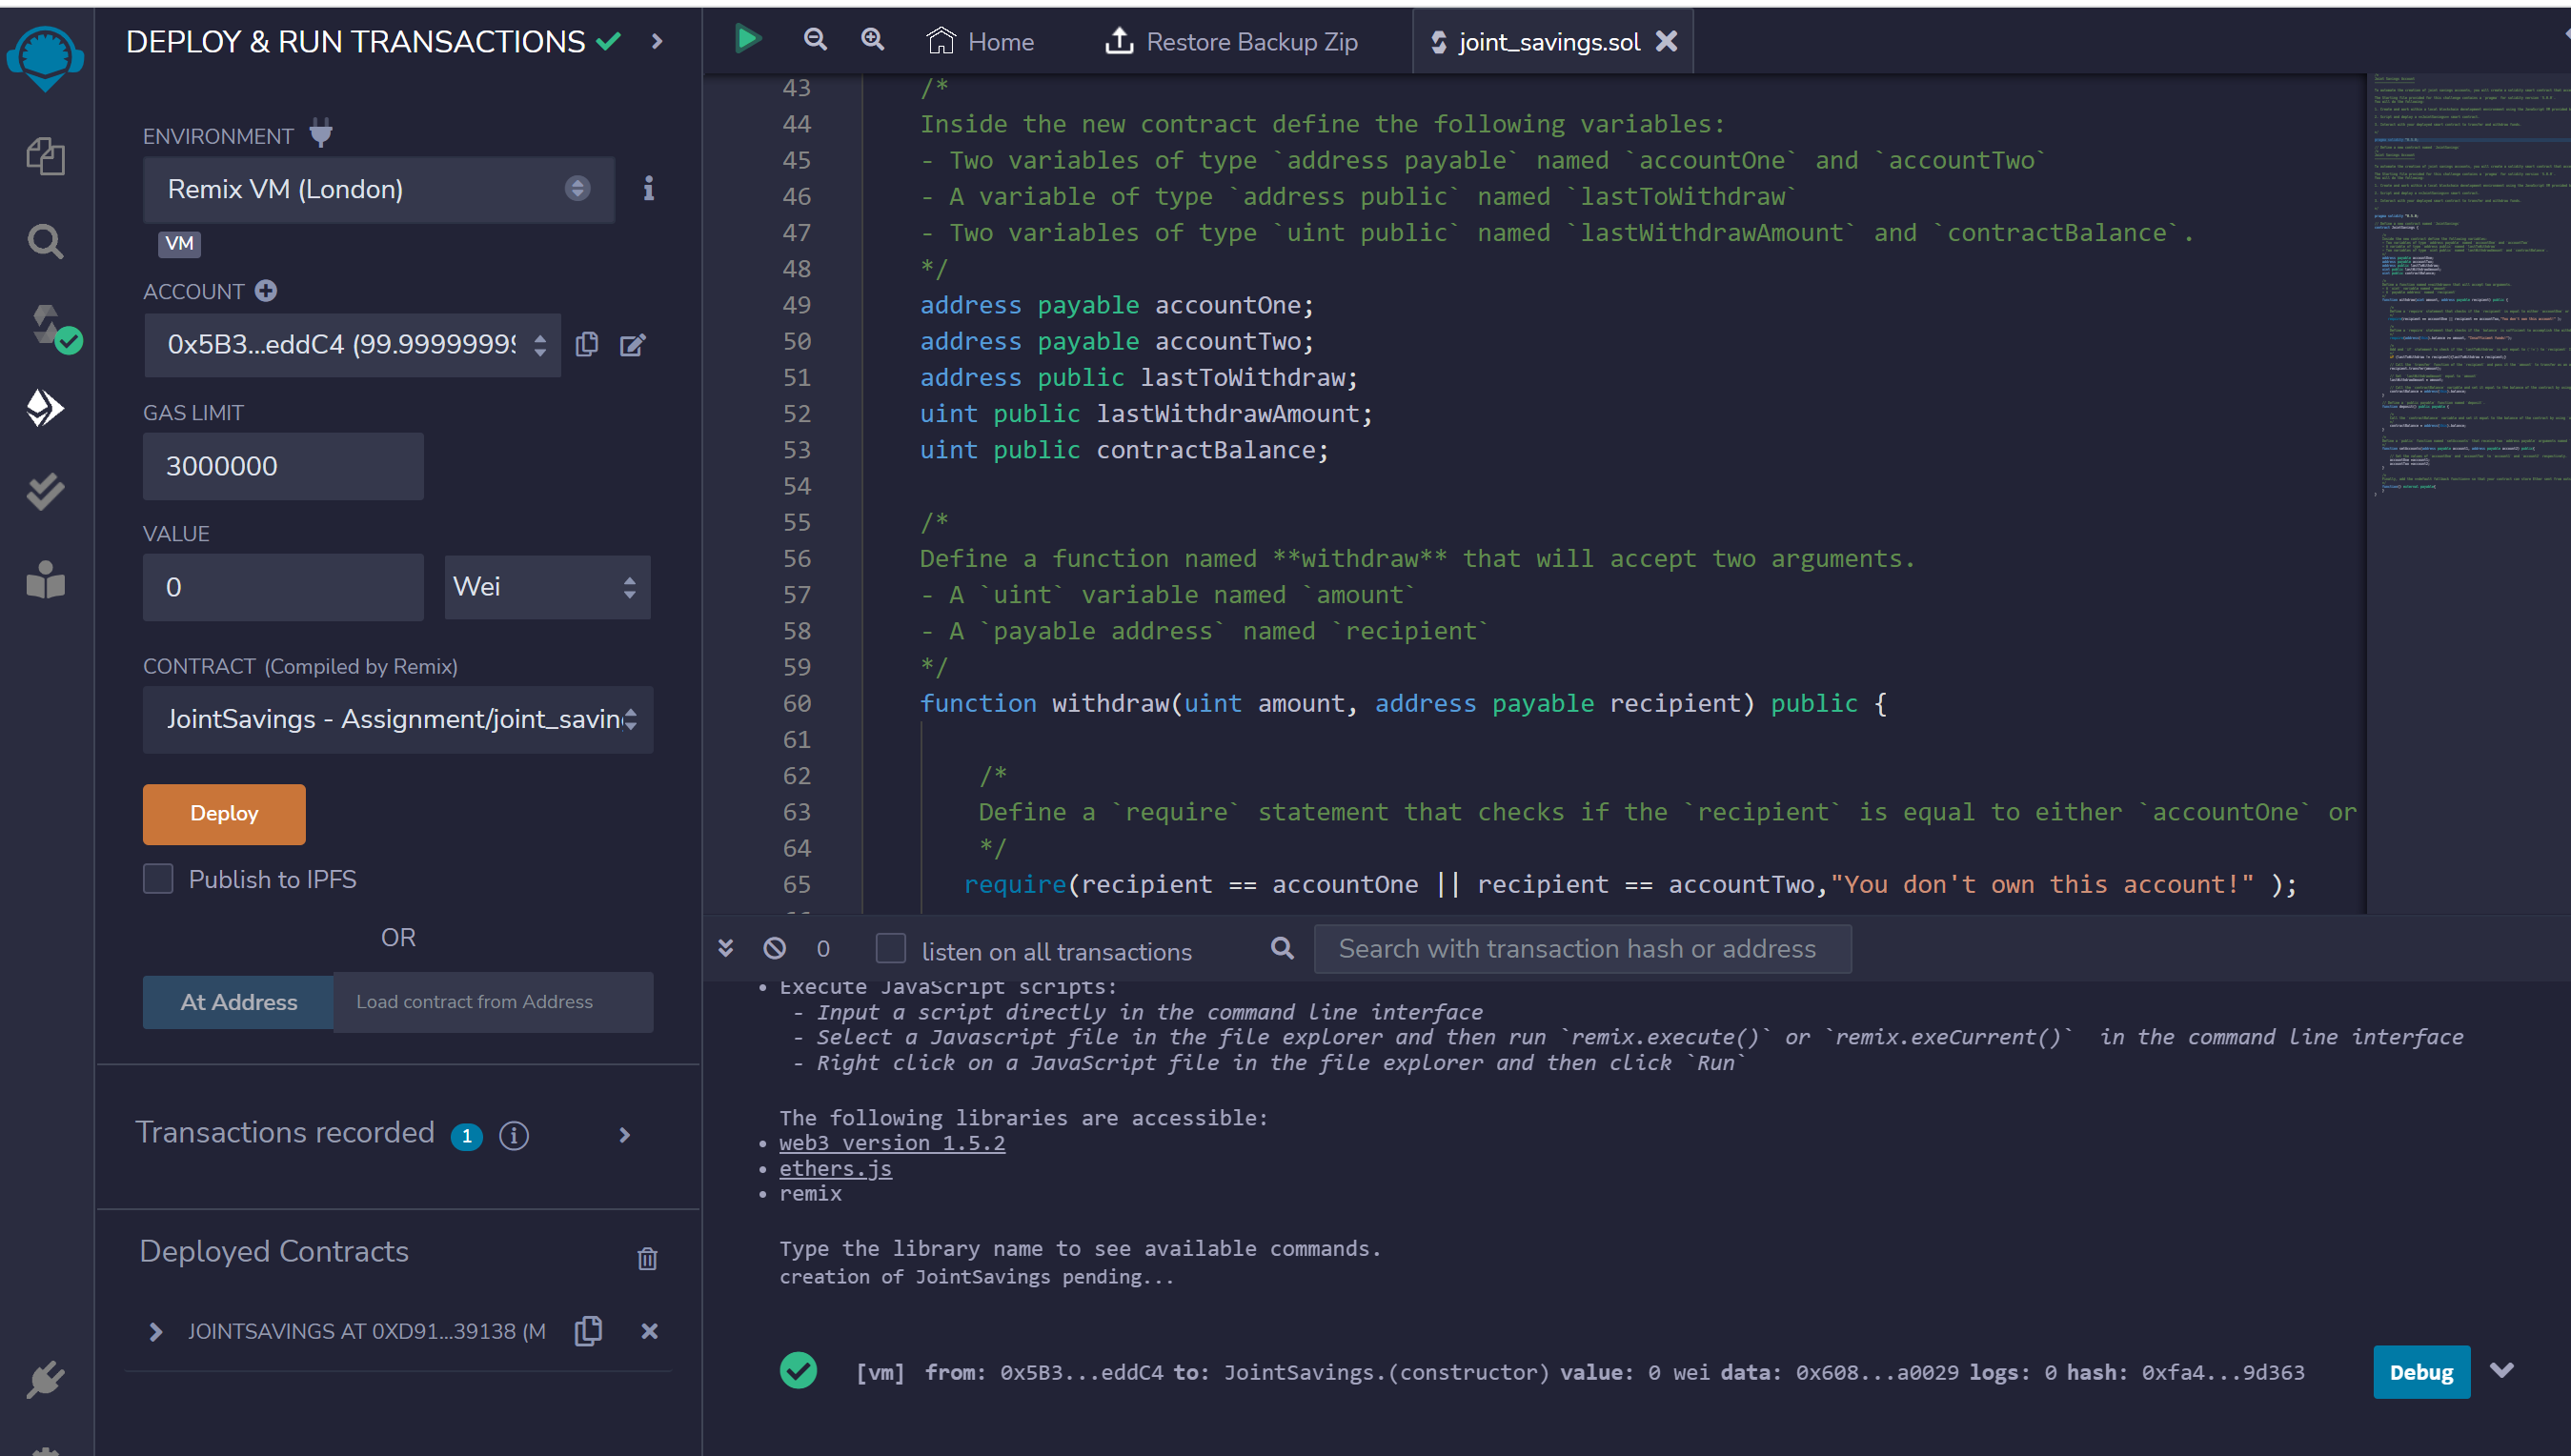 DEPLOY & RUN TRANSACTIONS
ENVIRONMENT
Remix VM (London)
VM
ACCOUNT
0x5B3...eddC4 (99.9999999
GAS LIMIT
3000000
VALUE
0
Wei
CONTRACT (Compiled by Remix)
JointSavings - Assignment/joint_savin
Deploy
Publish to IPFS
OR
At Address
Load contract from Address
Transactions recorded 1
Deployed Contracts
JOINTSAVINGS AT 0XD91...39138 (M
Home
Restore Backup Zip
joint_savings.sol
43 /*
44 Inside the new contract define the following variables:
45 - Two variables of type `address payable` named `accountOne` and `accountTwo`
46 - A variable of type `address public` named `lastToWithdraw`
47 - Two variables of type `uint public` named `lastWithdrawAmount` and `contractBalance`.
48 */
49 address payable accountOne;
50 address payable accountTwo;
51 address public lastToWithdraw;
52 uint public lastWithdrawAmount;
53 uint public contractBalance;
54
55 /*
56 Define a function named **withdraw** that will accept two arguments.
57 - A `uint` variable named `amount`
58 - A `payable address` named `recipient`
59 */
60 function withdraw(uint amount, address payable recipient) public {
61
62 /*
63 Define a `require` statement that checks if the `recipient` is equal to either `accountOne` or
64 */
65 require(recipient == accountOne || recipient == accountTwo,"You don't own this account!" );
0
listen on all transactions
Search with transaction hash or address
• Execute JavaScript scripts:
- Input a script directly in the command line interface
- Select a Javascript file in the file explorer and then run `remix.execute()` or `remix.exeCurrent()` in the command line interface
- Right click on a JavaScript file in the file explorer and then click `Run`
The following libraries are accessible:
• web3 version 1.5.2
• ethers.js
• remix
Type the library name to see available commands.
creation of JointSavings pending...
[vm] from: 0x5B3...eddC4 to: JointSavings.(constructor) value: 0 wei data: 0x608...a0029 logs: 0 hash: 0xfa4...9d363
Debug